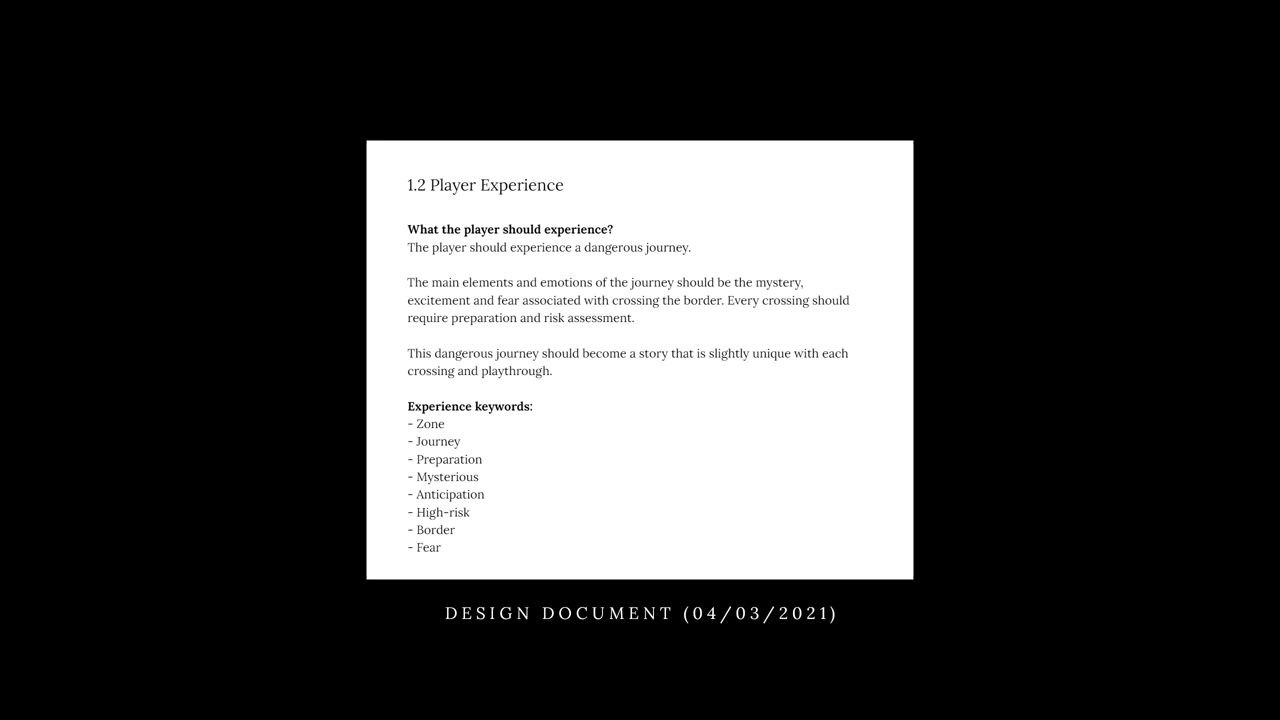 1.2 Player Experience
What the player should experience?
The player should experience a dangerous journey.
The main elements and emotions of the journey should be the mystery,
excitement and fear associated with crossing the border. Every crossing should
require preparation and risk assessment.
This dangerous journey should become a story that is slightly unique with each
crossing and playthrough.
Experience keywords:
- Zone
- Journey
- Preparation
- Mysterious
- Anticipation
- High-risk
- Border
- Fear
DESIGN DOCUMENT (04/03/2021)